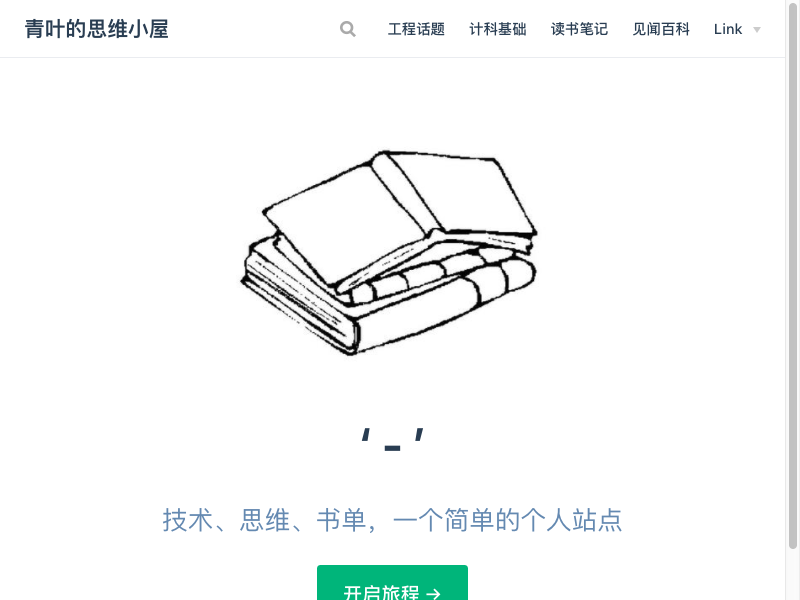 青叶的思维小屋
工程话题 计科基础 读书笔记 见闻百科 Link
' _ '
技术、思维、书单，一个简单的个人站点
开启旅程 →